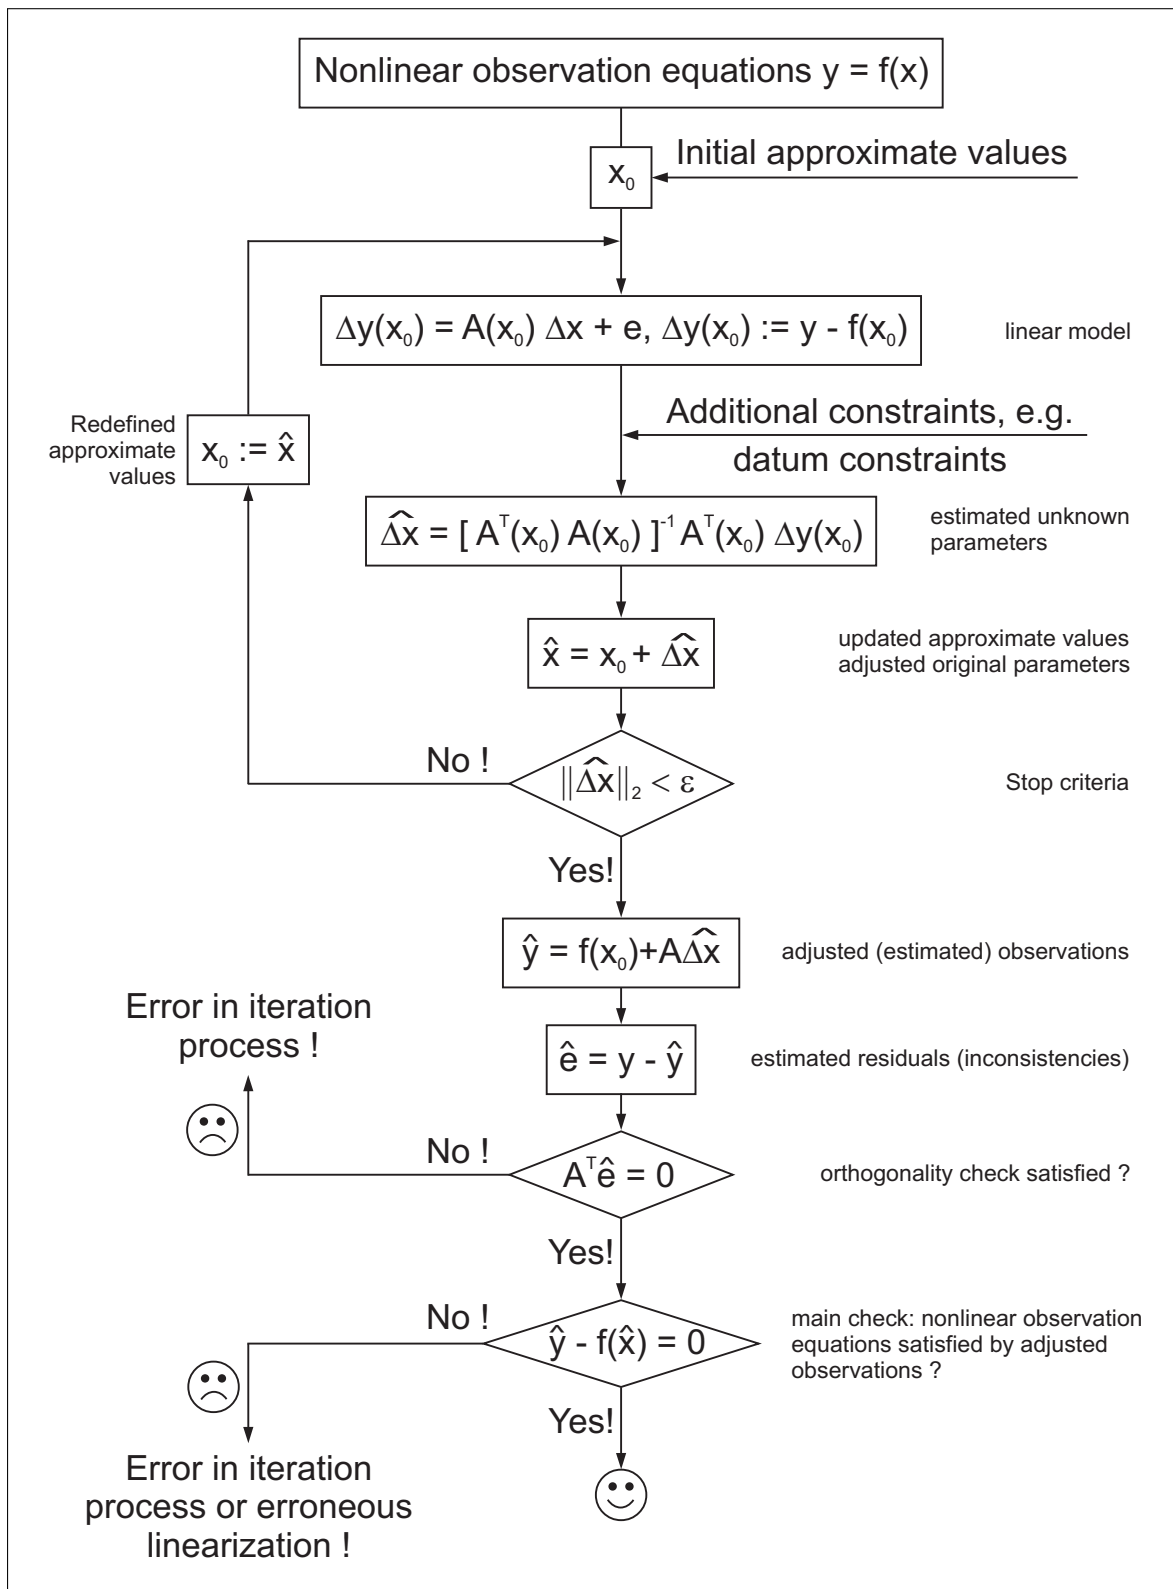 Nonlinear observation equations y = f(x)
Initial approximate values
x₀
Δy(x₀) = A(x₀) Δx + e, Δy(x₀) := y - f(x₀)
linear model
Redefined
approximate
values
x₀ := x̂
Additional constraints, e.g.
datum constraints
Δx̂ = [ Aᵀ(x₀) A(x₀) ]⁻¹ Aᵀ(x₀) Δy(x₀)
estimated unknown
parameters
x̂ = x₀ + Δx̂
updated approximate values
adjusted original parameters
No !
||Δx̂||₂ < ε
Stop criteria
Yes!
ŷ = f(x₀)+AΔx̂
adjusted (estimated) observations
Error in iteration
process !
ê = y - ŷ
estimated residuals (inconsistencies)
No !
Aᵀê = 0
orthogonality check satisfied ?
Yes!
No !
ŷ - f(x̂) = 0
main check: nonlinear observation
equations satisfied by adjusted
observations ?
Yes!
Error in iteration
process or erroneous
linearization !